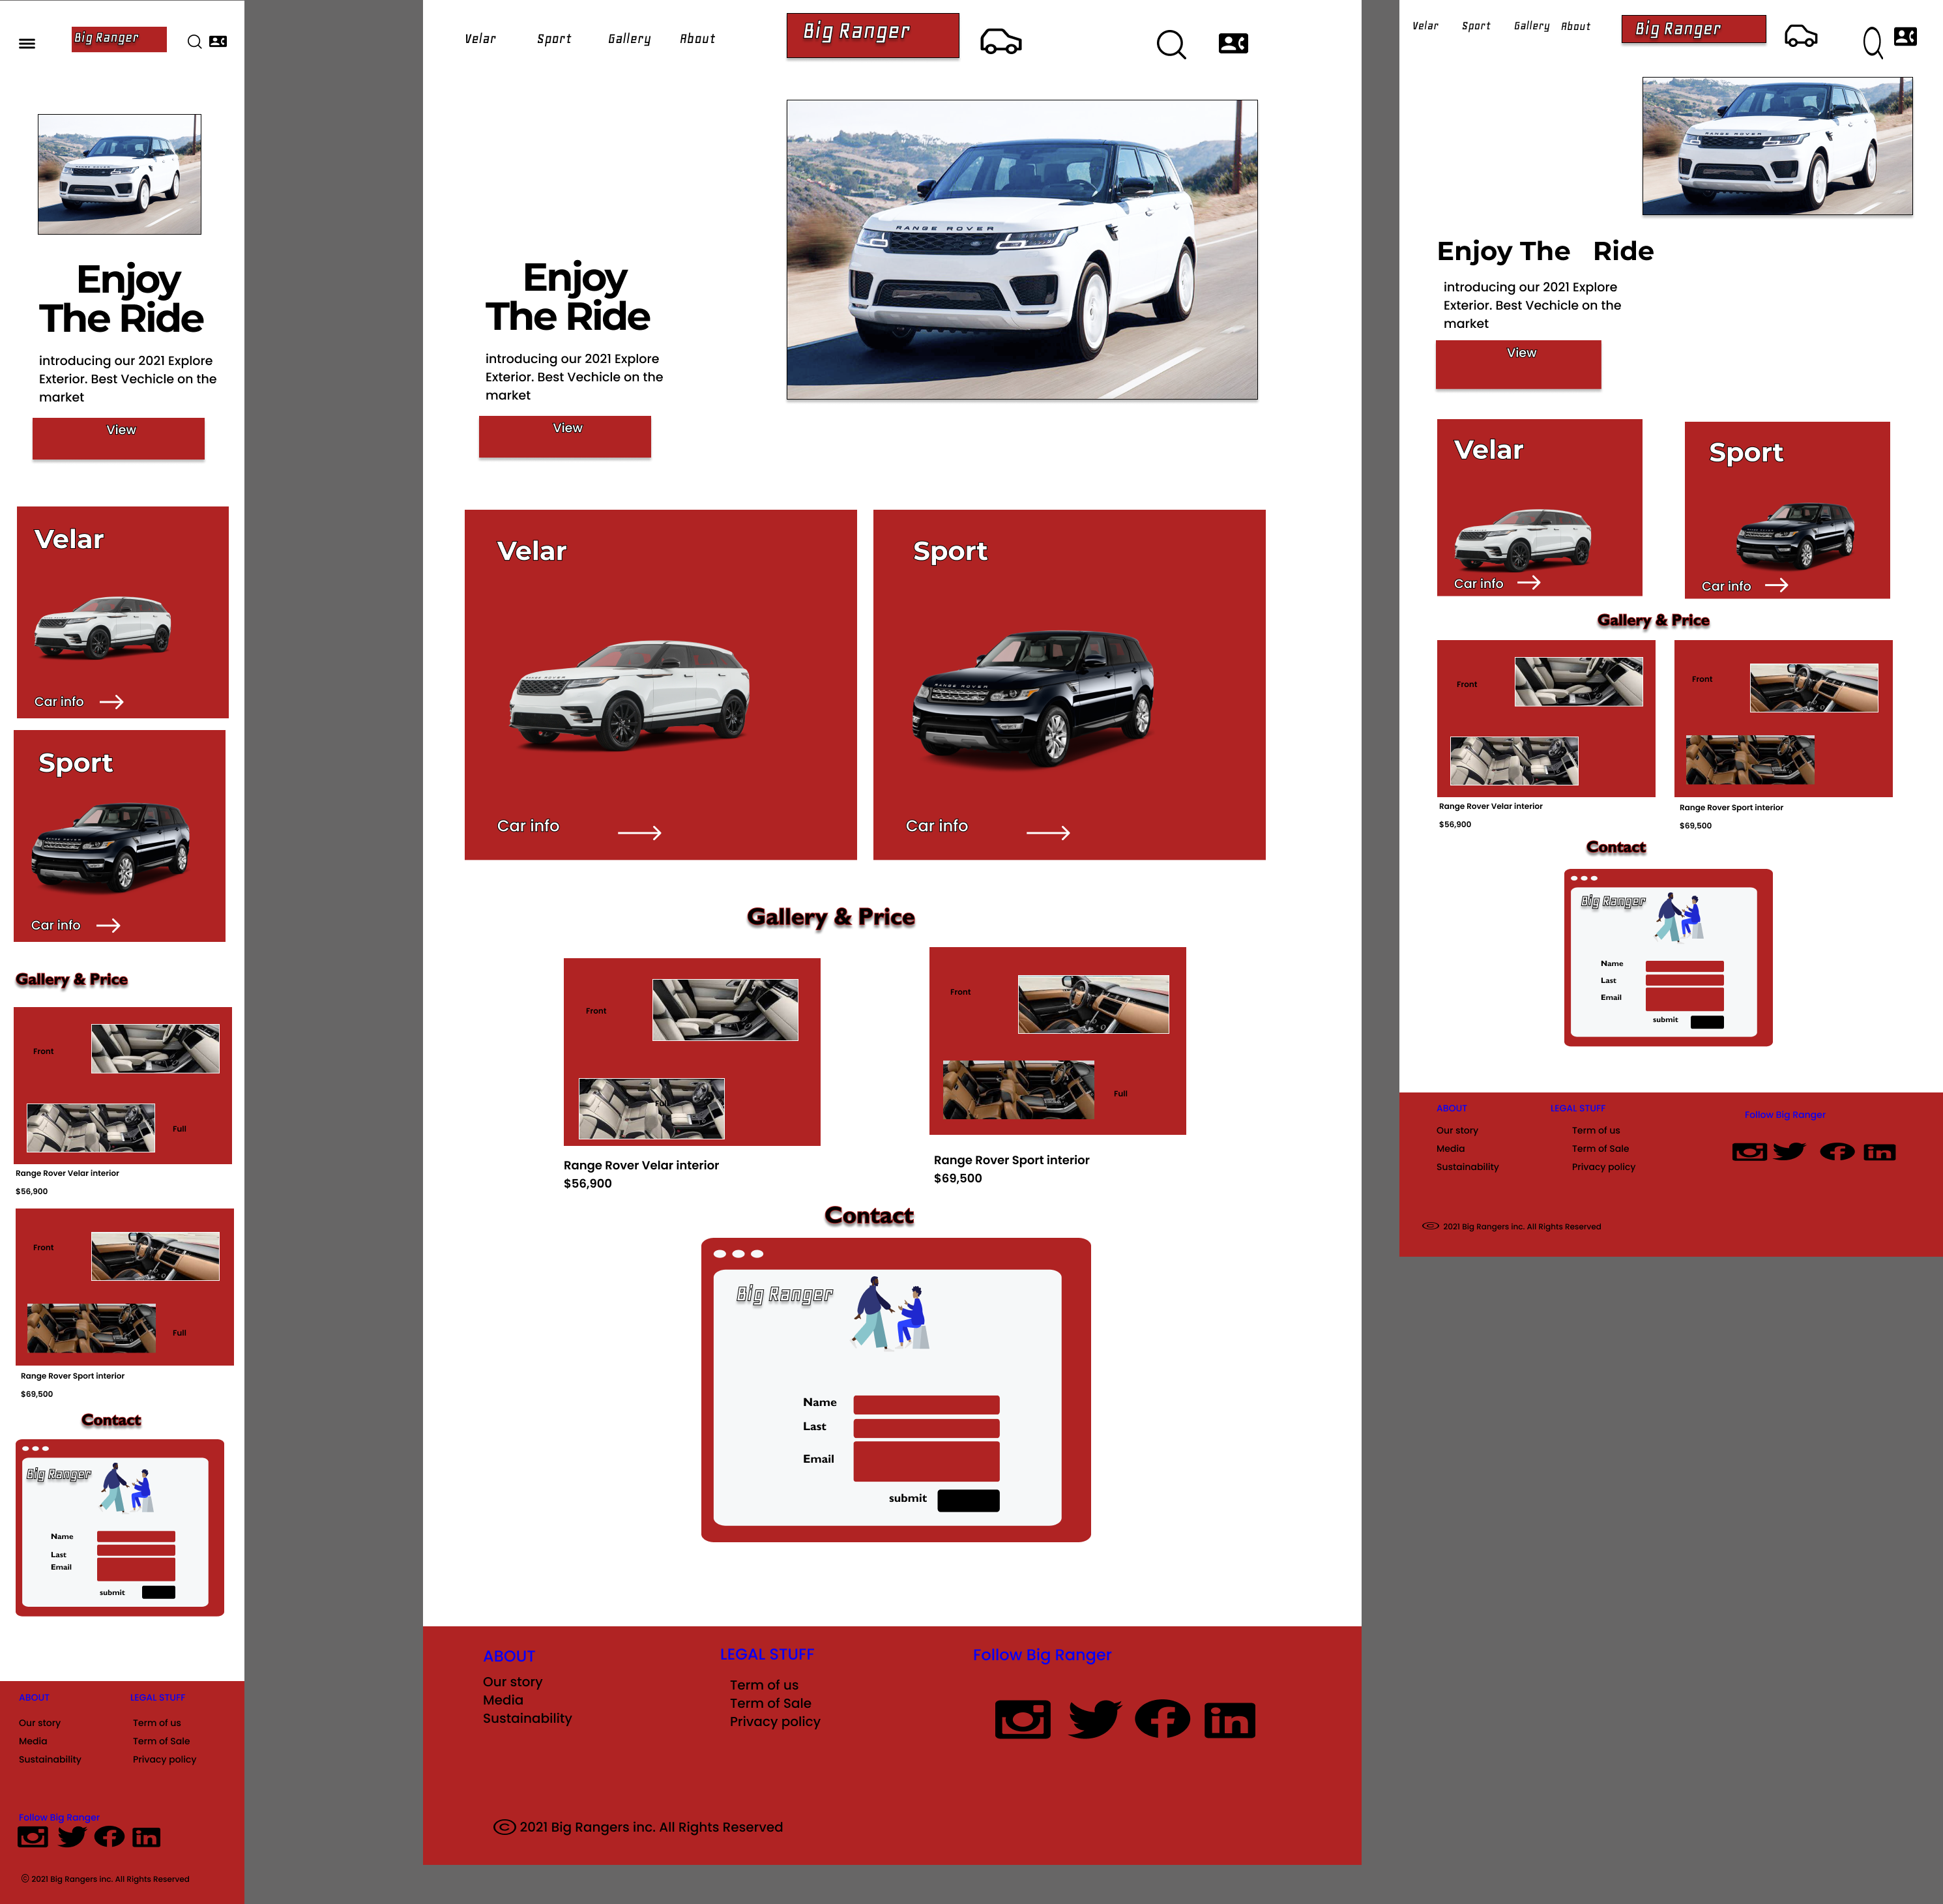 Big Ranger
Enjoy
The Ride
introducing our 2021 Explore
Exterior. Best Vechicle on the
market
View
Velar
Car info
Sport
Car info
Gallery & Price
Front
Full
Range Rover Velar interior
$56,900
Front
Full
Range Rover Sport interior
$69,500
Contact
Big Ranger
Name
Last
Email
submit
ABOUT
LEGAL STUFF
Our story
Term of us
Media
Term of Sale
Sustainability
Privacy policy
Follow Big Ranger
© 2021 Big Rangers inc. All Rights Reserved
Velar Sport Gallery About
Big Ranger
RANGE ROVER
Enjoy
The Ride
introducing our 2021 Explore
Exterior. Best Vechicle on the
market
View
Velar
Car info
Sport
RANGE ROVER
Car info
Gallery & Price
Front
Full
Range Rover Velar interior
$56,900
Front
Full
Range Rover Sport interior
$69,500
Contact
Big Ranger
Name
Last
Email
submit
ABOUT
Our story
Media
Sustainability
LEGAL STUFF
Term of us
Term of Sale
Privacy policy
Follow Big Ranger
© 2021 Big Rangers inc. All Rights Reserved
Velar Sport Gallery About
Big Ranger
RANGE ROVER
Enjoy The Ride
introducing our 2021 Explore
Exterior. Best Vechicle on the
market
View
Velar
Car info
Sport
Car info
Gallery & Price
Front
Range Rover Velar interior
$56,900
Front
Range Rover Sport interior
$69,500
Contact
Big Ranger
Name
Last
Email
submit
ABOUT
Our story
Media
Sustainability
LEGAL STUFF
Term of us
Term of Sale
Privacy policy
Follow Big Ranger
© 2021 Big Rangers inc. All Rights Reserved